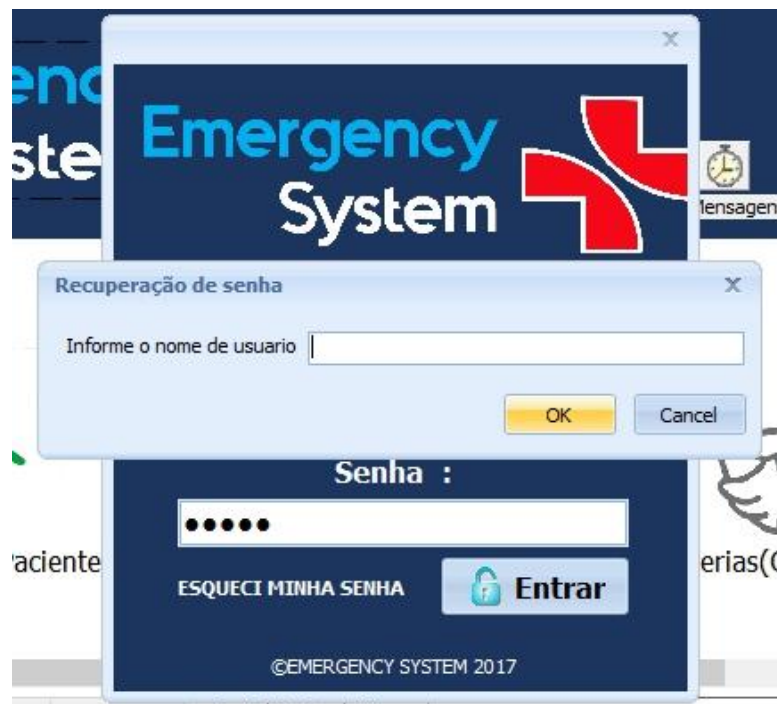 Emergency
System
Recuperação de senha
Informe o nome de usuario
OK
Cancel
Senha :
•••••
ESQUECI MINHA SENHA
Entrar
©EMERGENCY SYSTEM 2017